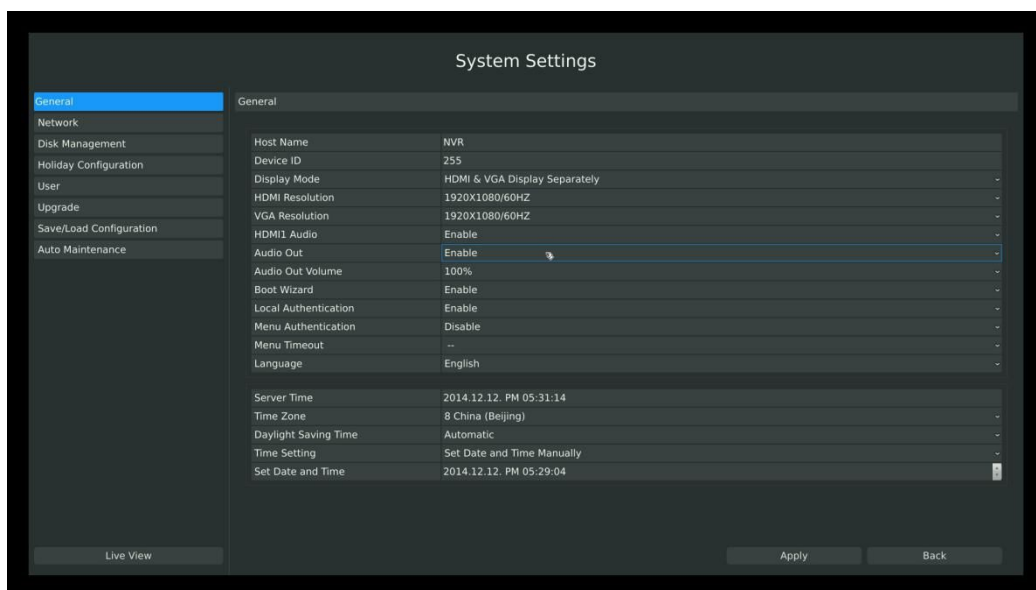 System Settings
General
Network
Disk Management
Holiday Configuration
User
Upgrade
Save/Load Configuration
Auto Maintenance
Live View
General
Host Name NVR
Device ID 255
Display Mode HDMI & VGA Display Separately
HDMI Resolution 1920X1080/60HZ
VGA Resolution 1920X1080/60HZ
HDMI1 Audio Enable
Audio Out Enable
Audio Out Volume 100%
Boot Wizard Enable
Local Authentication Enable
Menu Authentication Disable
Menu Timeout --
Language English
Server Time 2014.12.12. PM 05:31:14
Time Zone 8 China (Beijing)
Daylight Saving Time Automatic
Time Setting Set Date and Time Manually
Set Date and Time 2014.12.12. PM 05:29:04
Apply Back